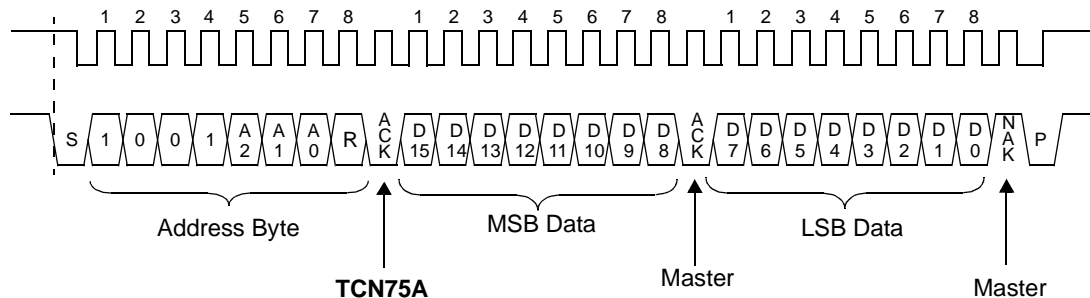 1 2 3 4 5 6 7 8 1 2 3 4 5 6 7 8 1 2 3 4 5 6 7 8
S 1 0 0 1 A2 A1 A0 R ACK D15 D14 D13 D12 D11 D10 D9 D8 ACK D7 D6 D5 D4 D3 D2 D1 D0 NAK P
Address Byte MSB Data LSB Data
TCN75A Master Master